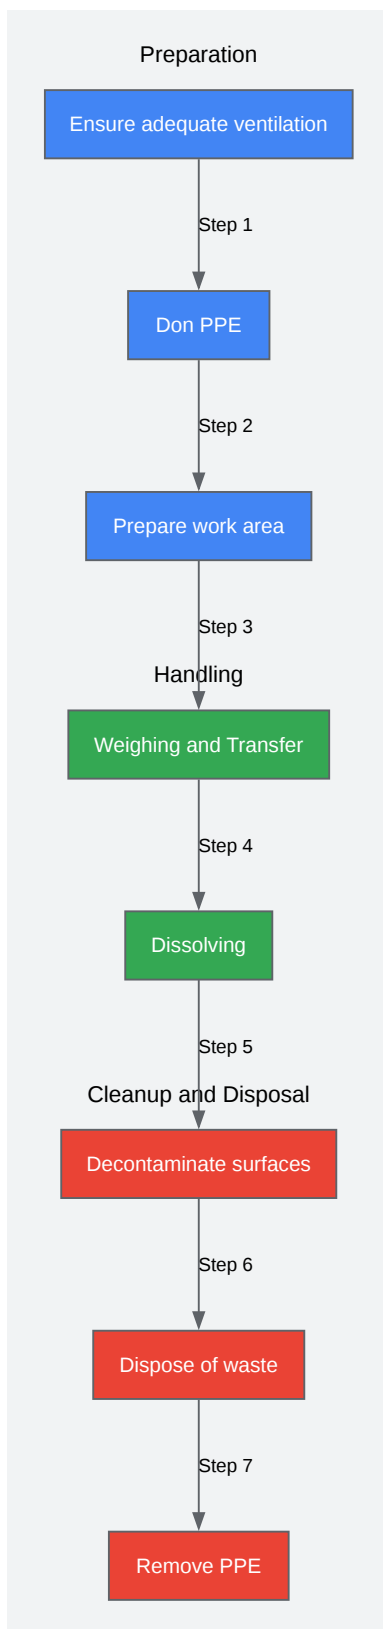 Preparation
Ensure adequate ventilation
Step 1
Don PPE
Step 2
Prepare work area
Step 3
Handling
Weighing and Transfer
Step 4
Dissolving
Step 5
Cleanup and Disposal
Decontaminate surfaces
Step 6
Dispose of waste
Step 7
Remove PPE